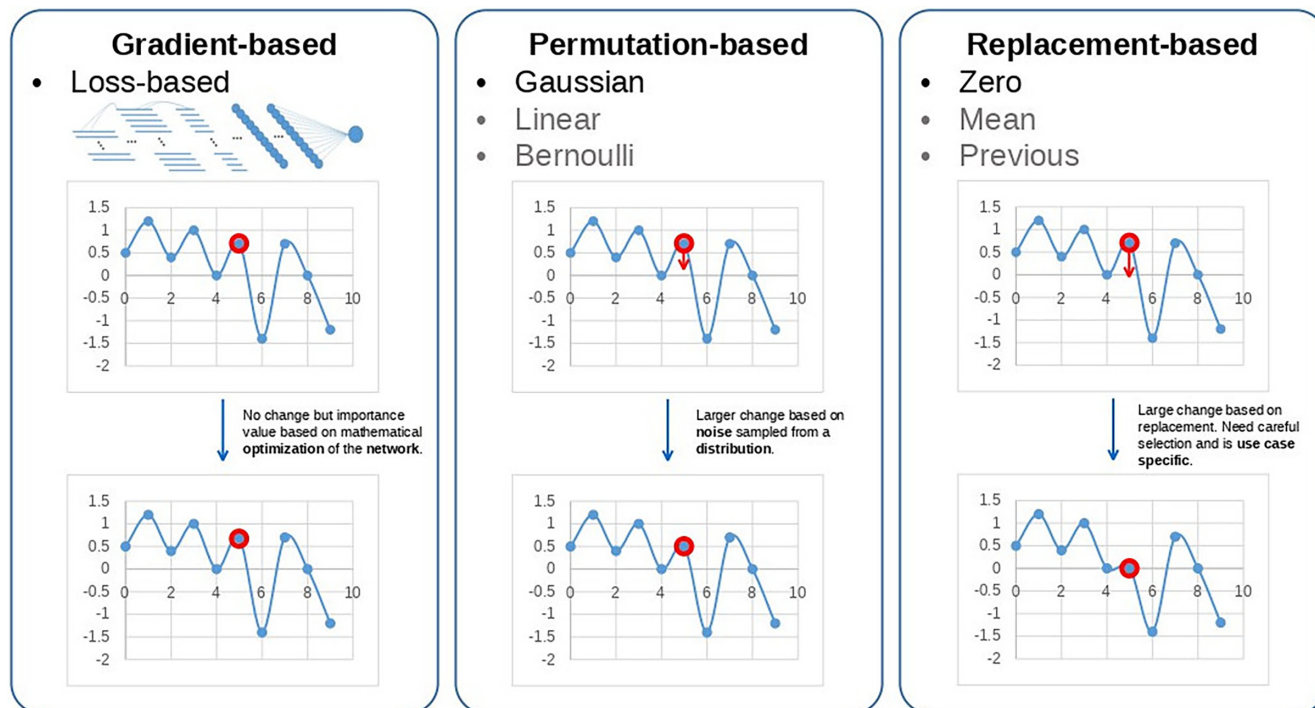 Gradient-based
• Loss-based
1.5
1
0.5
0
-0.5
-1
-1.5
-2
0 2 4 6 8 10
No change but importance
value based on mathematical
optimization of the network.
1.5
1
0.5
0
-0.5
-1
-1.5
-2
0 2 4 6 8 10
Permutation-based
• Gaussian
• Linear
• Bernoulli
1.5
1
0.5
0
-0.5
-1
-1.5
-2
0 2 4 6 8 10
Larger change based on
noise sampled from a
distribution.
1.5
1
0.5
0
-0.5
-1
-1.5
-2
0 2 4 6 8 10
Replacement-based
• Zero
• Mean
• Previous
1.5
1
0.5
0
-0.5
-1
-1.5
-2
0 2 4 6 8 10
Large change based on
replacement. Need careful
selection and is use case
specific.
1.5
1
0.5
0
-0.5
-1
-1.5
-2
0 2 4 6 8 10